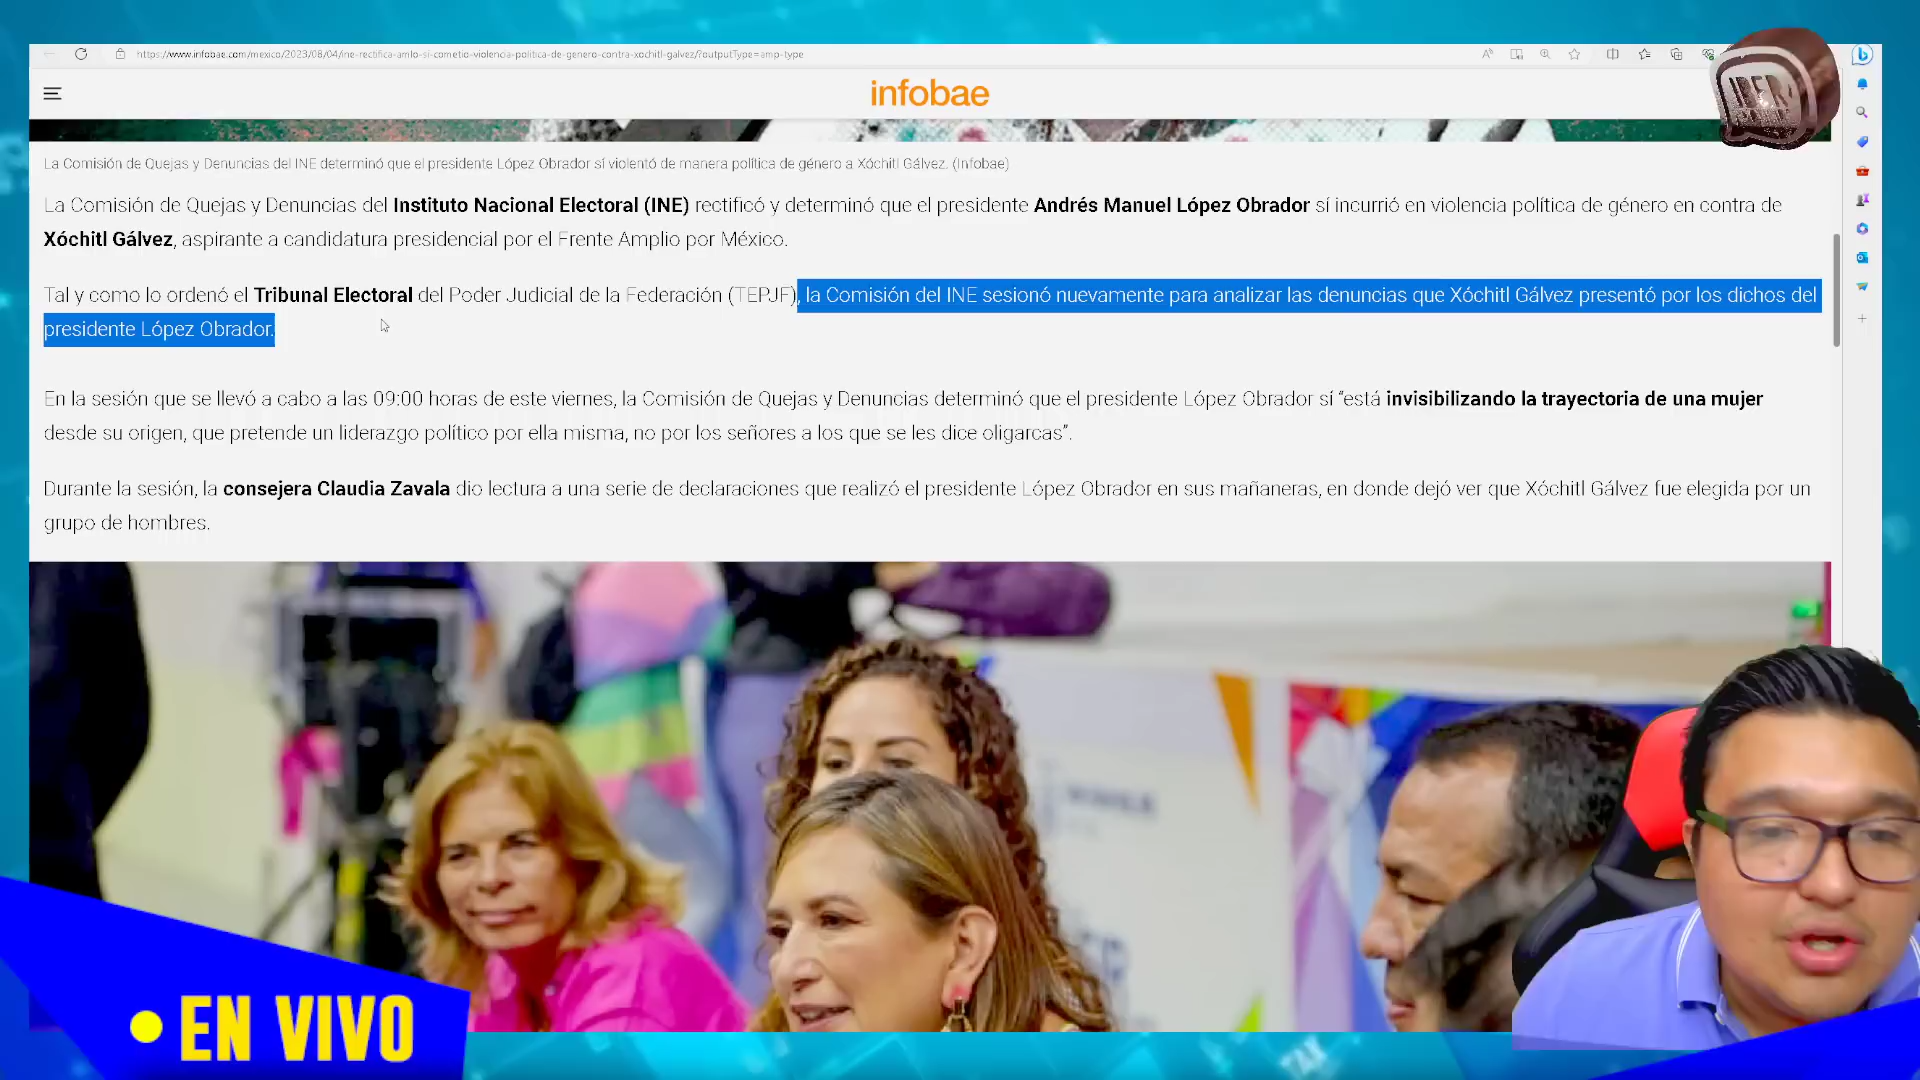 https://www.infobae.com/mexico/2023/08/04/ine-rectifica-amlo-si-cometio-violencia-politica-de-genero-contra-xochitl-galvez/?outputType=amp-type
infobae
La Comisión de Quejas y Denuncias del INE determinó que el presidente López Obrador sí violentó de manera política de género a Xóchitl Gálvez. (Infobae)
La Comisión de Quejas y Denuncias del Instituto Nacional Electoral (INE) rectificó y determinó que el presidente Andrés Manuel López Obrador sí incurrió en violencia política de género en contra de
Xóchitl Gálvez, aspirante a candidatura presidencial por el Frente Amplio por México.
Tal y como lo ordenó el Tribunal Electoral del Poder Judicial de la Federación (TEPJF), la Comisión del INE sesionó nuevamente para analizar las denuncias que Xóchitl Gálvez presentó por los dichos del
presidente López Obrador.
En la sesión que se llevó a cabo a las 09:00 horas de este viernes, la Comisión de Quejas y Denuncias determinó que el presidente López Obrador sí “está invisibilizando la trayectoria de una mujer
desde su origen, que pretende un liderazgo político por ella misma, no por los señores a los que se les dice oligarcas”.
Durante la sesión, la consejera Claudia Zavala dio lectura a una serie de declaraciones que realizó el presidente López Obrador en sus mañaneras, en donde dejó ver que Xóchitl Gálvez fue elegida por un
grupo de hombres.
EN VIVO